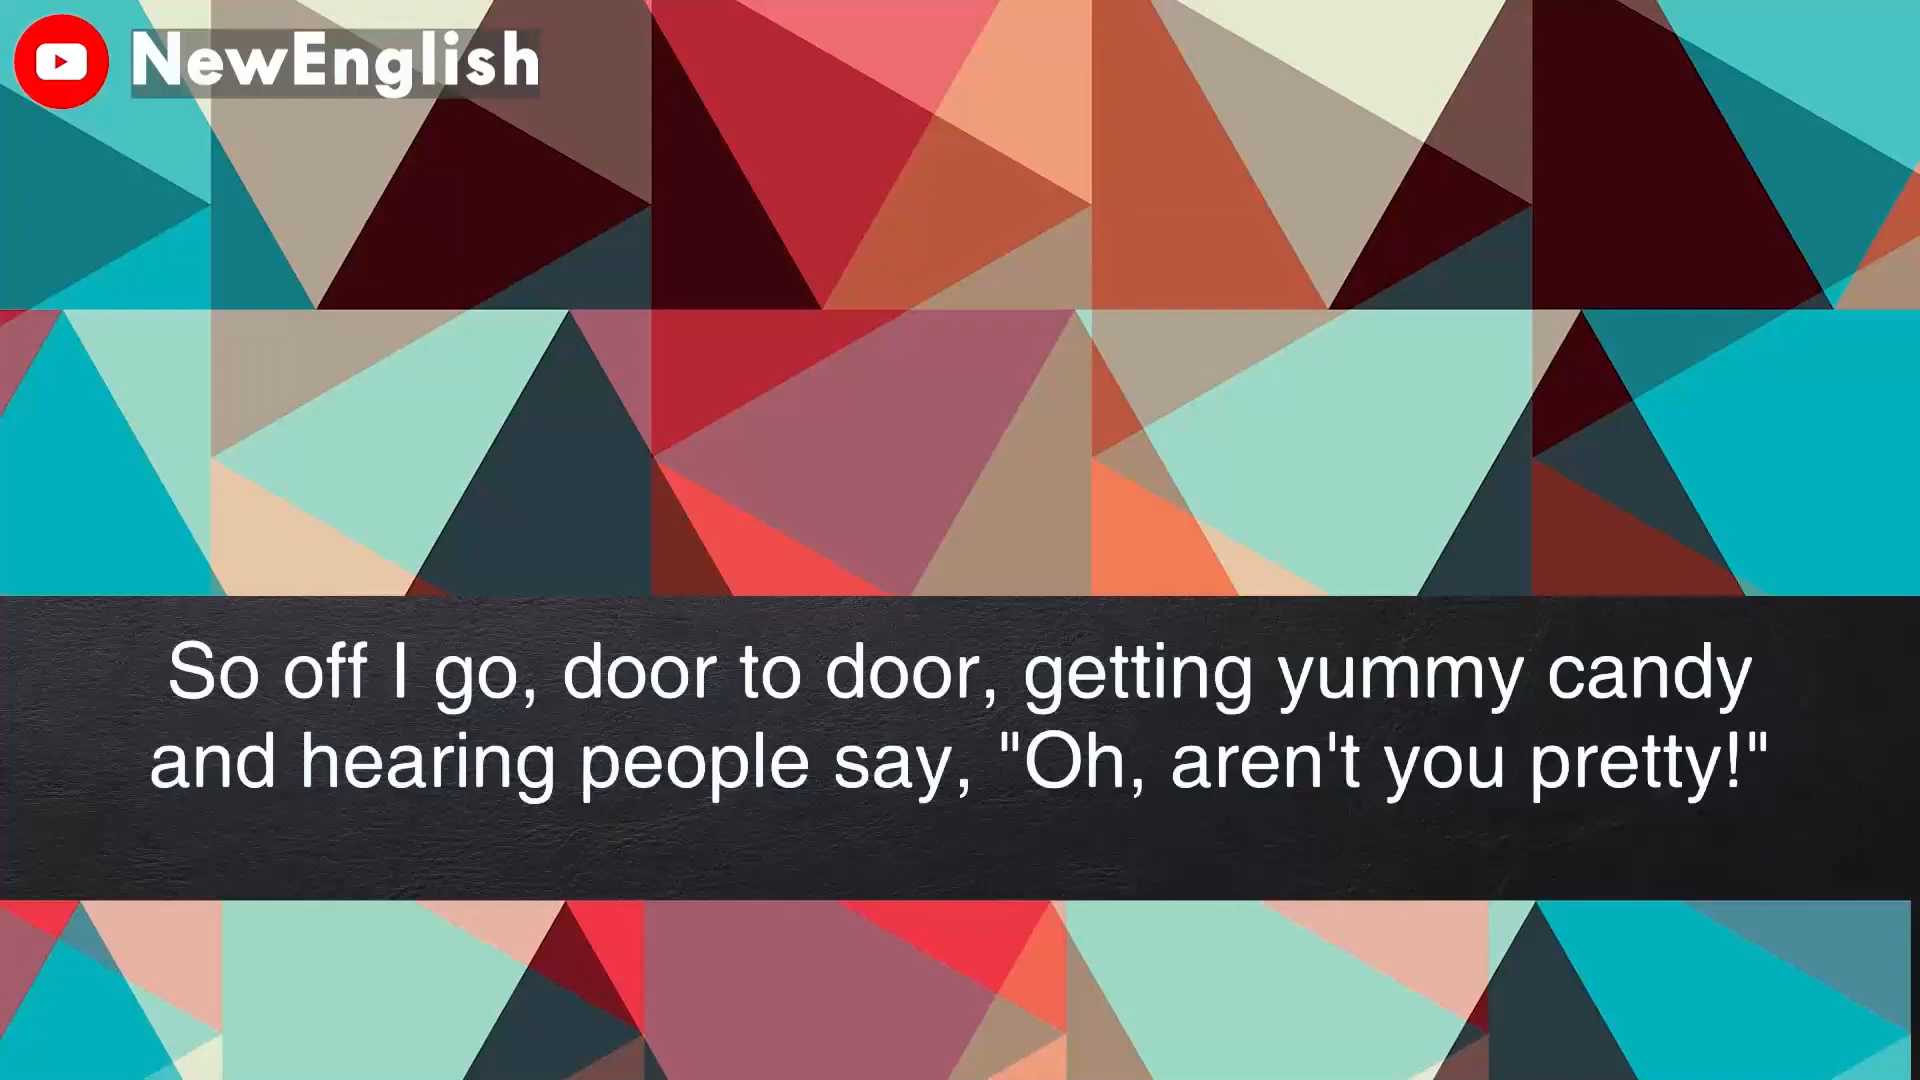 NewEnglish
So off I go, door to door, getting yummy candy
and hearing people say, "Oh, aren't you pretty!"